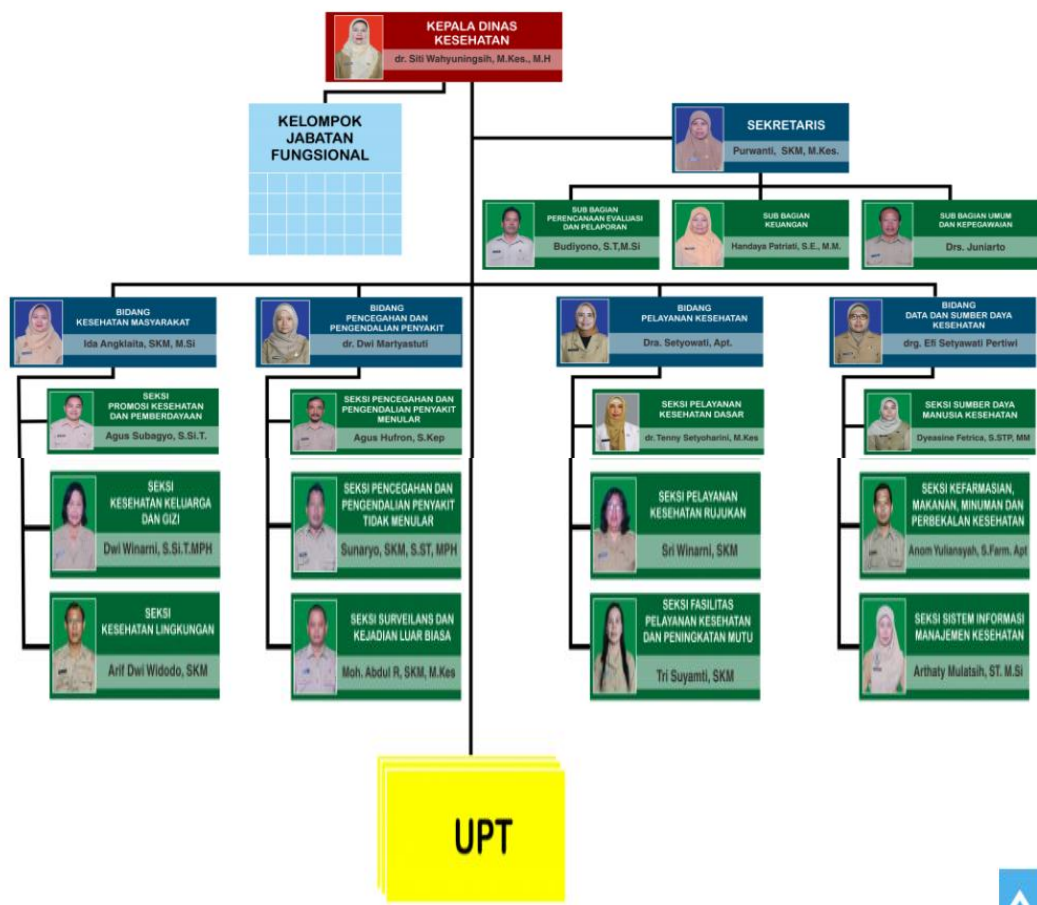 KEPALA DINAS
KESEHATAN
dr. Siti Wahyuningsih, M.Kes., M.H
KELOMPOK
JABATAN
FUNGSIONAL
SEKRETARIS
Purwanti, SKM, M.Kes.
SUB BAGIAN
PERENCANAAN EVALUASI
DAN PELAPORAN
Budiyono, S.T,M.Si
SUB BAGIAN
KEUANGAN
Handaya Patriati, S.E., M.M.
SUB BAGIAN UMUM
DAN KEPEGAWAIAN
Drs. Juniarto
BIDANG
KESEHATAN MASYARAKAT
Ida Angklaita, SKM, M.Si
BIDANG
PENCEGAHAN DAN
PENGENDALIAN PENYAKIT
dr. Dwi Martyastuti
BIDANG
PELAYANAN KESEHATAN
Dra. Setyowati, Apt.
BIDANG
DATA DAN SUMBER DAYA
KESEHATAN
drg. Efi Setyawati Pertiwi
SEKSI
PROMOSI KESEHATAN
DAN PEMBERDAYAAN
Agus Subagyo, S.Si.T.
SEKSI PENCEGAHAN DAN
PENGENDALIAN PENYAKIT
MENULAR
Agus Hufron, S.Kep
SEKSI PELAYANAN
KESEHATAN DASAR
dr. Tenny Setyoharini, M.Kes
SEKSI SUMBER DAYA
MANUSIA KESEHATAN
Dyeasine Fetrica, S.STP, MM
SEKSI
KESEHATAN KELUARGA
DAN GIZI
Dwi Winarni, S.Si.T.MPH
SEKSI PENCEGAHAN DAN
PENGENDALIAN PENYAKIT
TIDAK MENULAR
Sunaryo, SKM, S.ST, MPH
SEKSI PELAYANAN
KESEHATAN RUJUKAN
Sri Winarni, SKM
SEKSI KEFARMASIAN,
MAKANAN, MINUMAN DAN
PERBEKALAN KESEHATAN
Anom Yuliansyah, S.Farm. Apt
SEKSI
KESEHATAN LINGKUNGAN
Arif Dwi Widodo, SKM
SEKSI SURVEILANS DAN
KEJADIAN LUAR BIASA
Moh. Abdul R, SKM, M.Kes
SEKSI FASILITAS
PELAYANAN KESEHATAN
DAN PENINGKATAN MUTU
Tri Suyamti, SKM
SEKSI SISTEM INFORMASI
MANAJEMEN KESEHATAN
Arthaty Mulatsih, ST. M.Si
UPT